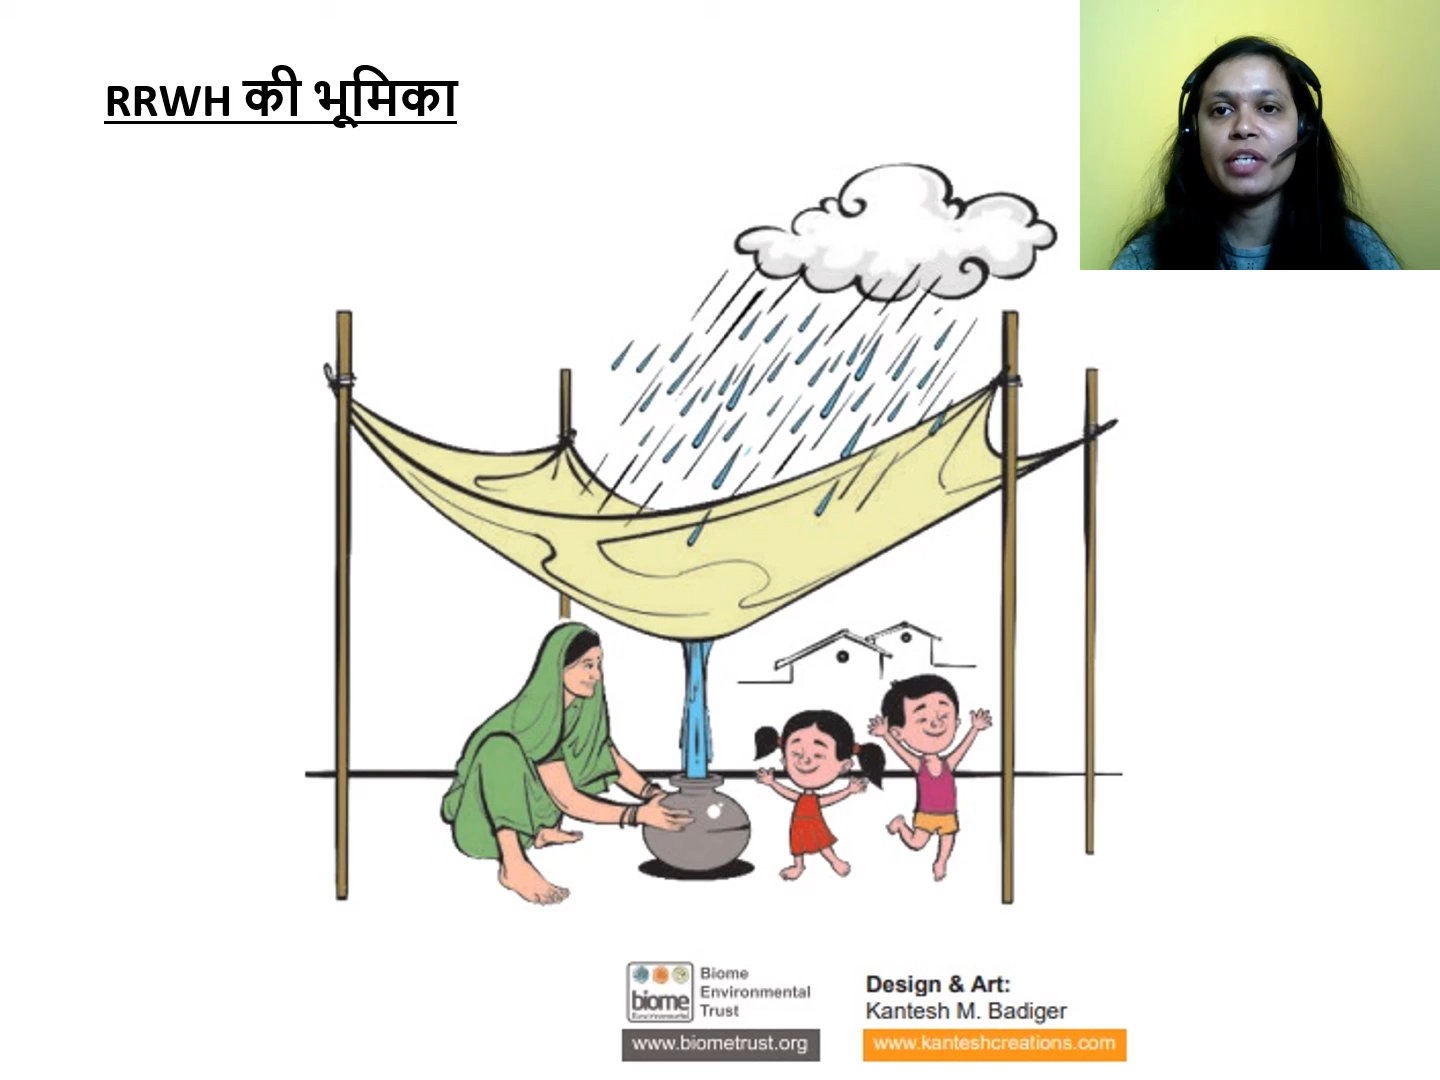 RRWH की भूमिका
biome
Biome
Environmental
Trust
www.biometrust.org
Design & Art:
Kantesh M. Badiger
www.kanteshcreations.com